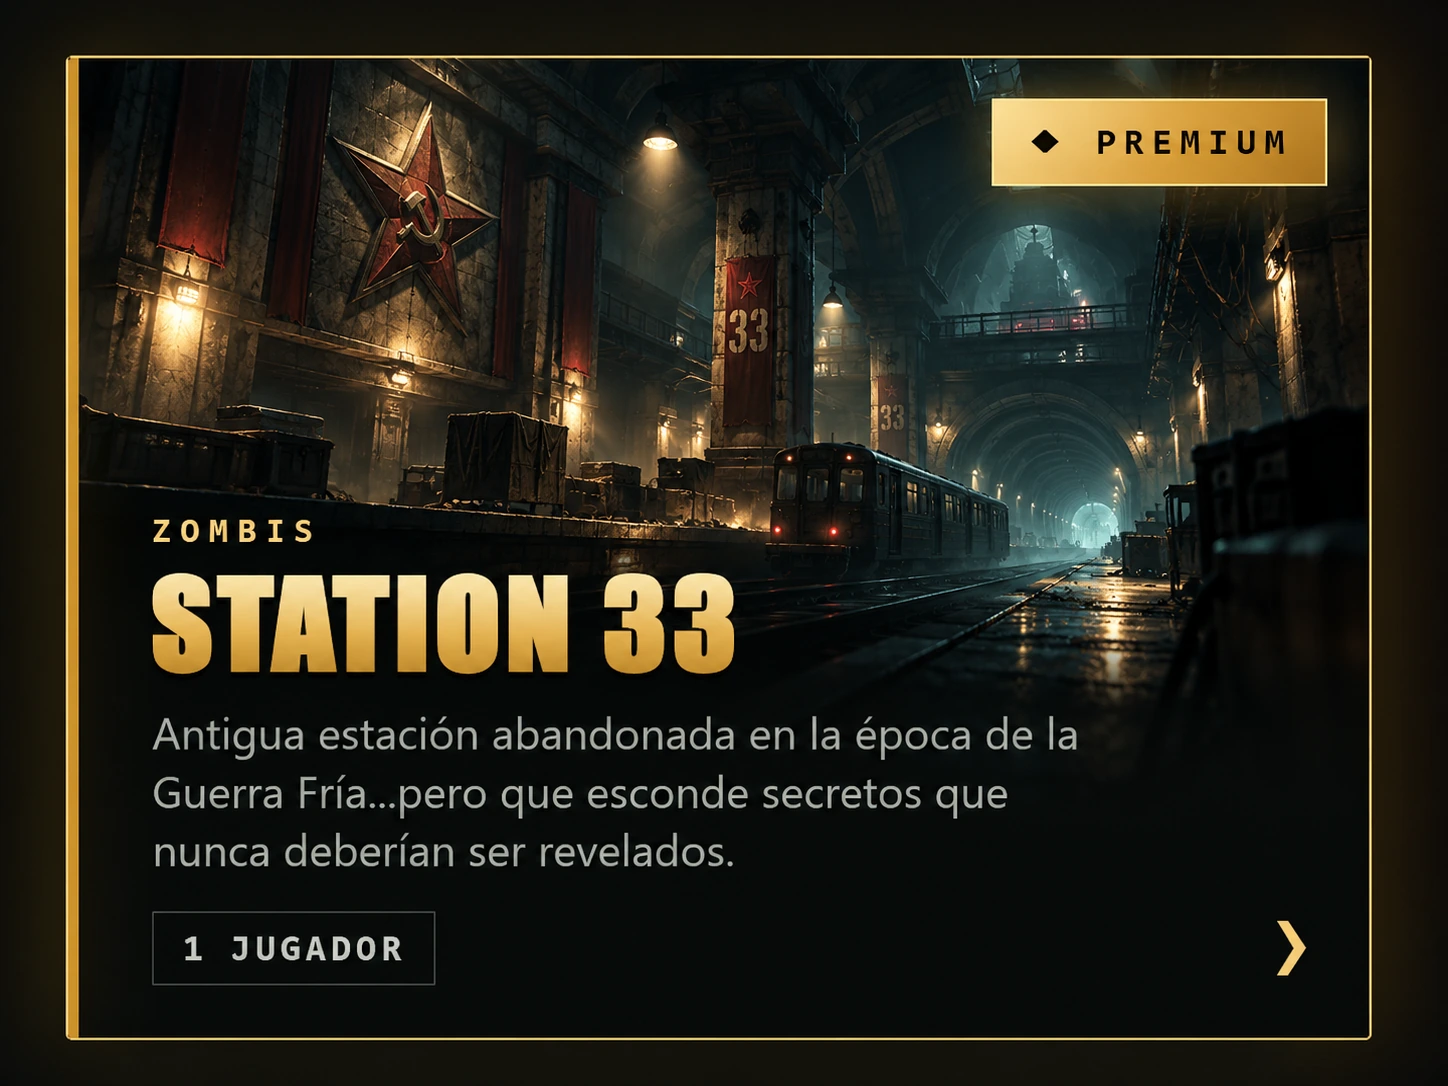 ◆ PREMIUM
33
33
ZOMBIS
STATION 33
Antigua estación abandonada en la época de la
Guerra Fría...pero que esconde secretos que
nunca deberían ser revelados.
1 JUGADOR
❯